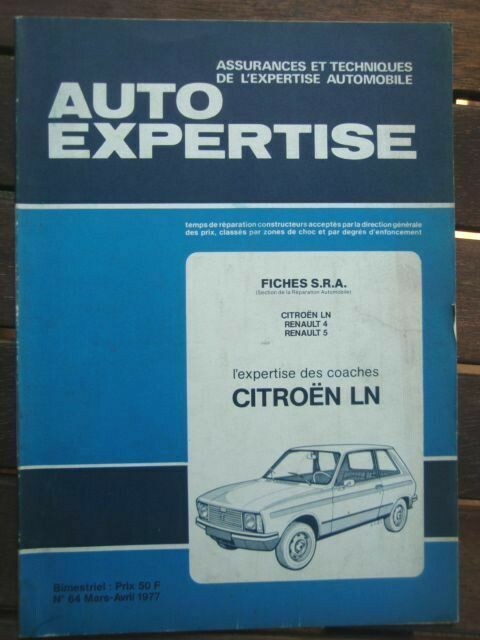 ASSURANCES ET TECHNIQUES
DE L'EXPERTISE AUTOMOBILE
AUTO
EXPERTISE
temps de réparation constructeurs acceptés par la direction générale
des prix, classés par zones de choc et par degrés d'enfoncement
FICHES S.R.A.
(Section de la Réparation Automobile)
CITROËN LN
RENAULT 4
RENAULT 5
l'expertise des coaches
CITROËN LN
Bimestriel : Prix 50 F
N° 64 Mars-Avril 1977